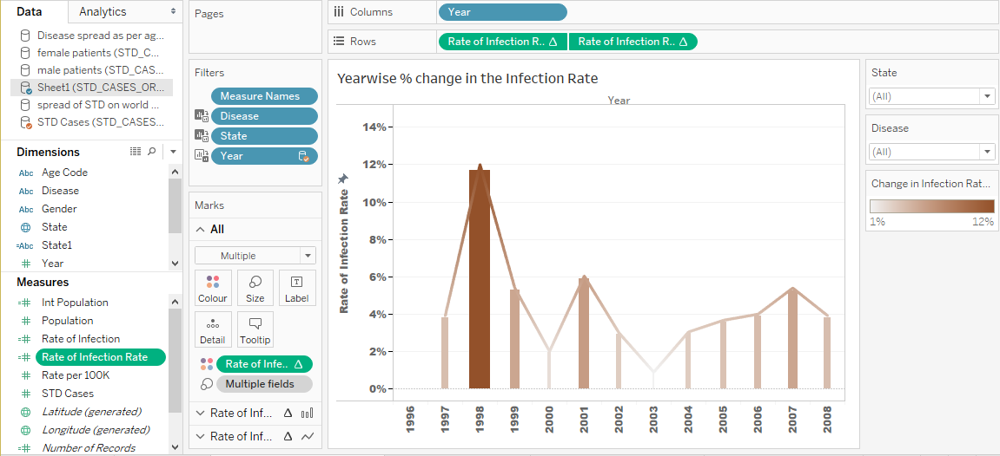 Data
Analytics
Disease spread as per ag...
female patients (STD_C...
male patients (STD_CAS...
Sheet1 (STD_CASES_OR...
spread of STD on world ...
STD Cases (STD_CASES...
Dimensions
Abc Age Code
Abc Disease
Abc Gender
State
=Abc State1
# Year
Measures
=# Int Population
# Population
=# Rate of Infection
=# Rate of Infection Rate
# Rate per 100K
# STD Cases
Latitude (generated)
Longitude (generated)
=# Number of Records
Pages
Filters
Measure Names
Disease
State
Year
Marks
All
Multiple
Colour
Size
T
Label
Detail
Tooltip
Rate of Infe.. Δ
Multiple fields
Rate of Inf... Δ
Rate of Inf... Δ
Columns
Year
Rows
Rate of Infection R.. Δ
Rate of Infection R.. Δ
Yearwise % change in the Infection Rate
Year
Rate of Infection Rate
14%
12%
10%
8%
6%
4%
2%
0%
1996
1997
1998
1999
2000
2001
2002
2003
2004
2005
2006
2007
2008
State
(All)
Disease
(All)
Change in Infection Rat...
1%
12%